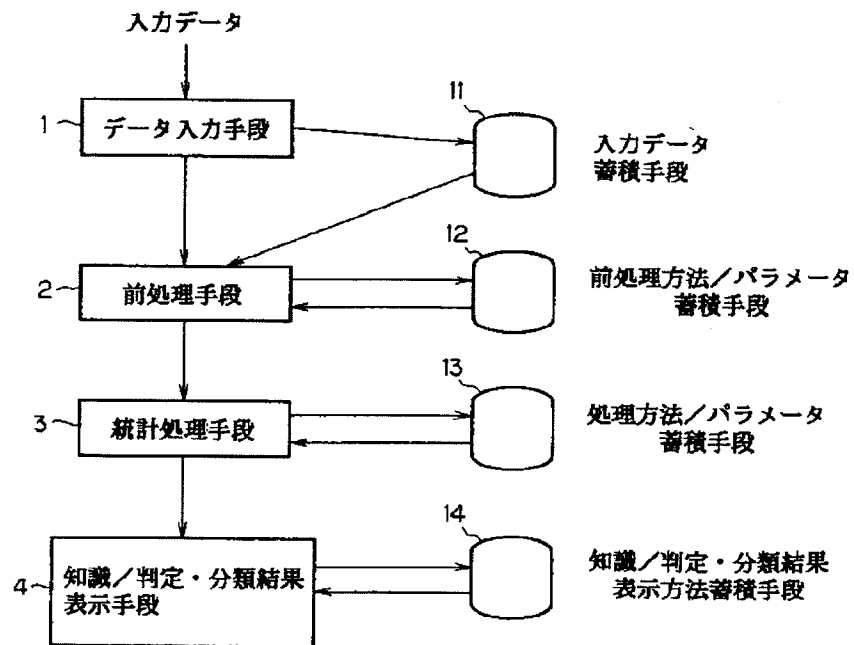 入力データ
1
データ入力手段
11
入力データ
蓄積手段
2
前処理手段
12
前処理方法／パラメータ
蓄積手段
3
統計処理手段
13
処理方法／パラメータ
蓄積手段
4
知識／判定・分類結果
表示手段
14
知識／判定・分類結果
表示方法蓄積手段